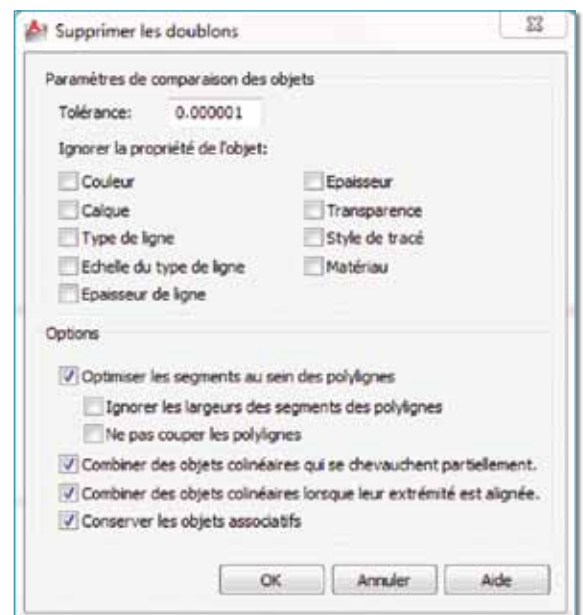 Supprimer les doublons
Paramètres de comparaison des objets
Tolérance: 0.000001
Ignorer la propriété de l'objet:
Couleur
Calque
Type de ligne
Echelle du type de ligne
Epaisseur de ligne
Epaisseur
Transparence
Style de tracé
Matériau
Options
Optimiser les segments au sein des polylignes
Ignorer les largeurs des segments des polylignes
Ne pas couper les polylignes
Combiner des objets colinéaires qui se chevauchent partiellement.
Combiner des objets colinéaires lorsque leur extrémité est alignée.
Conserver les objets associatifs
OK Annuler Aide